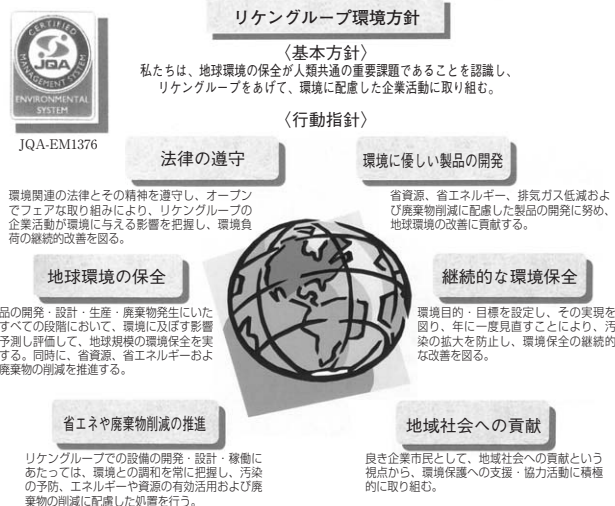 リケングループ環境方針
CERTIFIED
MANAGEMENT SYSTEM
JQA
ENVIRONMENTAL
SYSTEM
JQA-EM1376
〈基本方針〉
私たちは、地球環境の保全が人類共通の重要課題であることを認識し、
リケングループをあげて、環境に配慮した企業活動に取り組む。
〈行動指針〉
法律の遵守
環境関連の法律とその精神を遵守し、オープン
でフェアな取り組みにより、リケングループの
企業活動が環境に与える影響を把握し、環境負
荷の継続的改善を図る。
環境に優しい製品の開発
省資源、省エネルギー、排気ガス低減およ
び廃棄物削減に配慮した製品の開発に努め、
地球環境の改善に貢献する。
地球環境の保全
品の開発・設計・生産・廃棄物発生にいた
すべての段階において、環境に及ぼす影響
予測し評価して、地球規模の環境保全を実
する。同時に、省資源、省エネルギーおよ
廃棄物の削減を推進する。
継続的な環境保全
環境目的・目標を設定し、その実現を
図り、年に一度見直すことにより、汚
染の拡大を防止し、環境保全の継続的
な改善を図る。
省エネや廃棄物削減の推進
リケングループでの設備の開発・設計・稼働に
あたっては、環境との調和を常に把握し、汚染
の予防、エネルギーや資源の有効活用および廃
棄物の削減に配慮した処置を行う。
地域社会への貢献
良き企業市民として、地域社会への貢献という
視点から、環境保護への支援・協力活動に積極
的に取り組む。